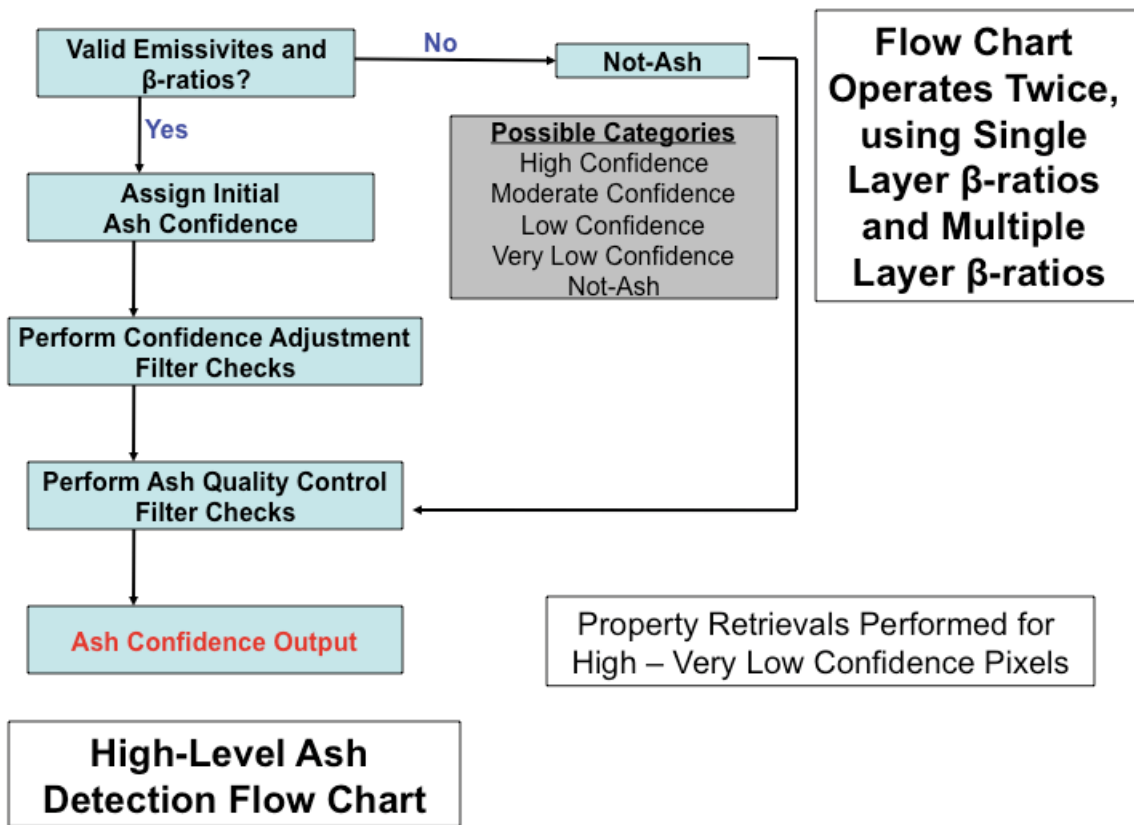 Valid Emissivites and
β-ratios?
No
Not-Ash
Flow Chart
Operates Twice,
using Single
Layer β-ratios
and Multiple
Layer β-ratios
Yes
Possible Categories
High Confidence
Moderate Confidence
Low Confidence
Very Low Confidence
Not-Ash
Assign Initial
Ash Confidence
Perform Confidence Adjustment
Filter Checks
Perform Ash Quality Control
Filter Checks
Ash Confidence Output
Property Retrievals Performed for
High – Very Low Confidence Pixels
High-Level Ash
Detection Flow Chart